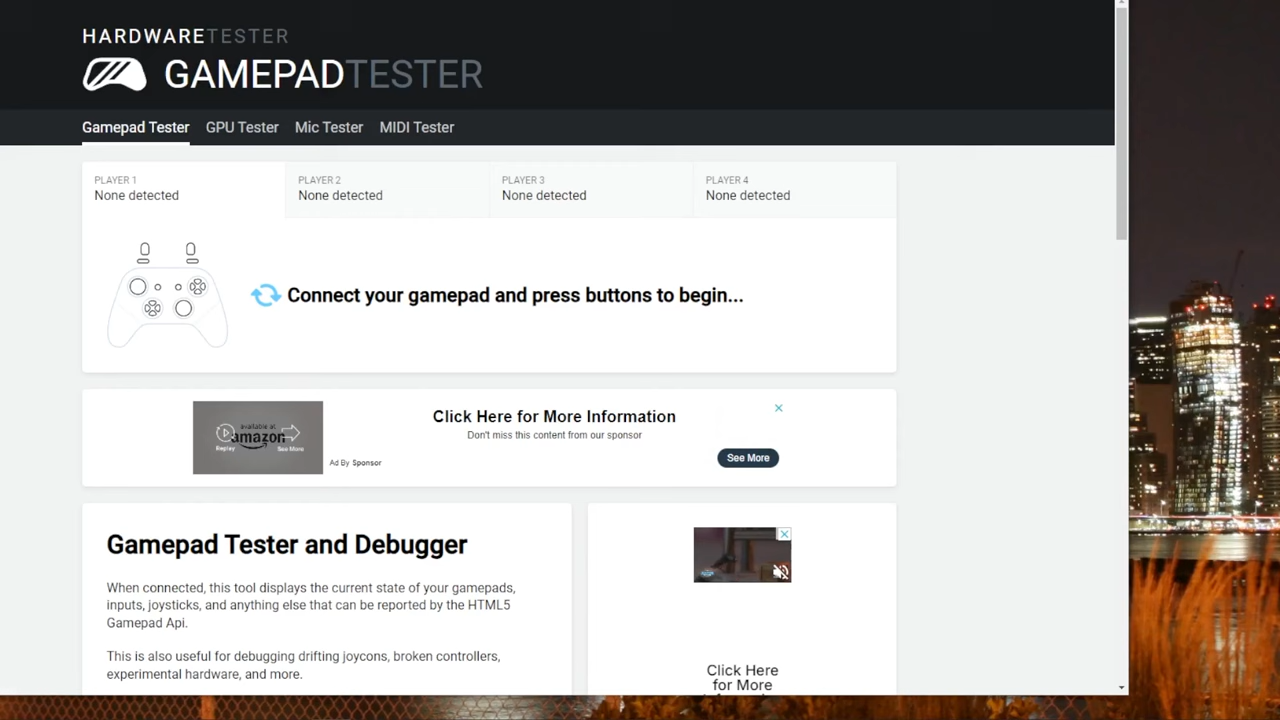 HARDWARETESTER
GAMEPADTESTER
Gamepad Tester GPU Tester Mic Tester MIDI Tester
PLAYER 1
None detected
PLAYER 2
None detected
PLAYER 3
None detected
PLAYER 4
None detected
Connect your gamepad and press buttons to begin...
available at
amazon
Replay
See More
Ad By Sponsor
Click Here for More Information
Don't miss this content from our sponsor
See More
Gamepad Tester and Debugger
When connected, this tool displays the current state of your gamepads,
inputs, joysticks, and anything else that can be reported by the HTML5
Gamepad Api.
This is also useful for debugging drifting joycons, broken controllers,
experimental hardware, and more.
Click Here
for More